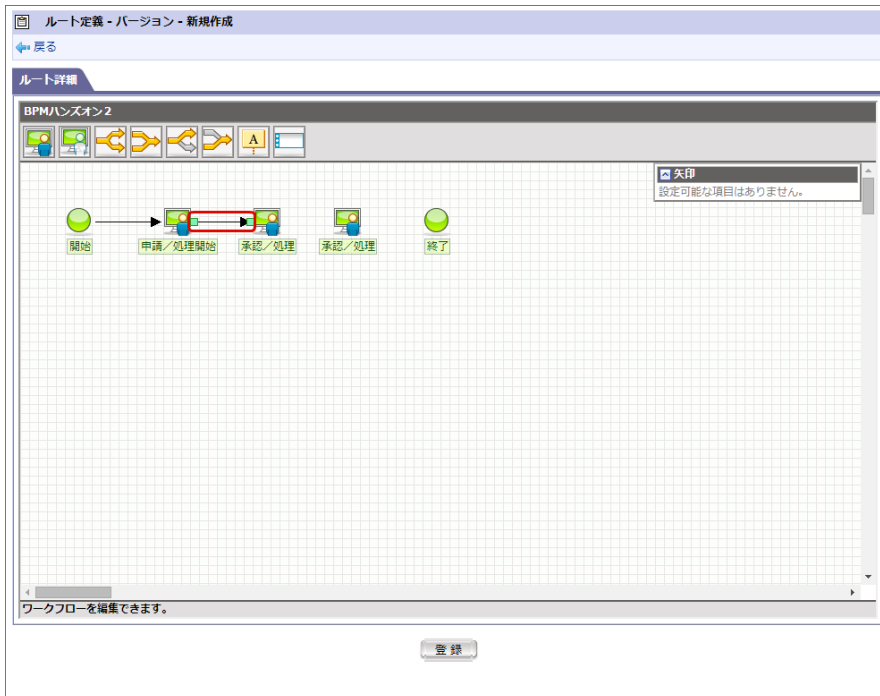 ルート定義 - バージョン - 新規作成
戻る
ルート詳細
BPMハンズオン2
A
矢印
設定可能な項目はありません。
開始
申請／処理開始
承認／処理
承認／処理
終了
ワークフローを編集できます。
登録